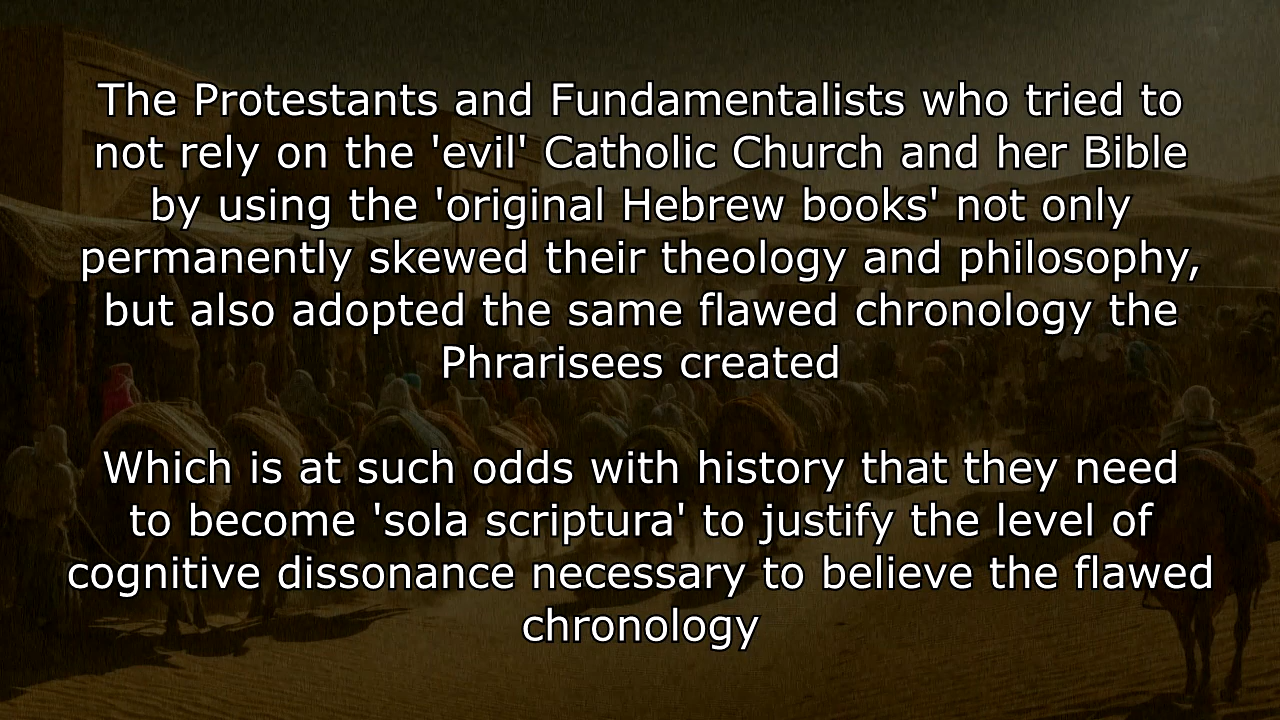 The Protestants and Fundamentalists who tried to
not rely on the 'evil' Catholic Church and her Bible
by using the 'original Hebrew books' not only
permanently skewed their theology and philosophy,
but also adopted the same flawed chronology the
Phrarisees created
Which is at such odds with history that they need
to become 'sola scriptura' to justify the level of
cognitive dissonance necessary to believe the flawed
chronology